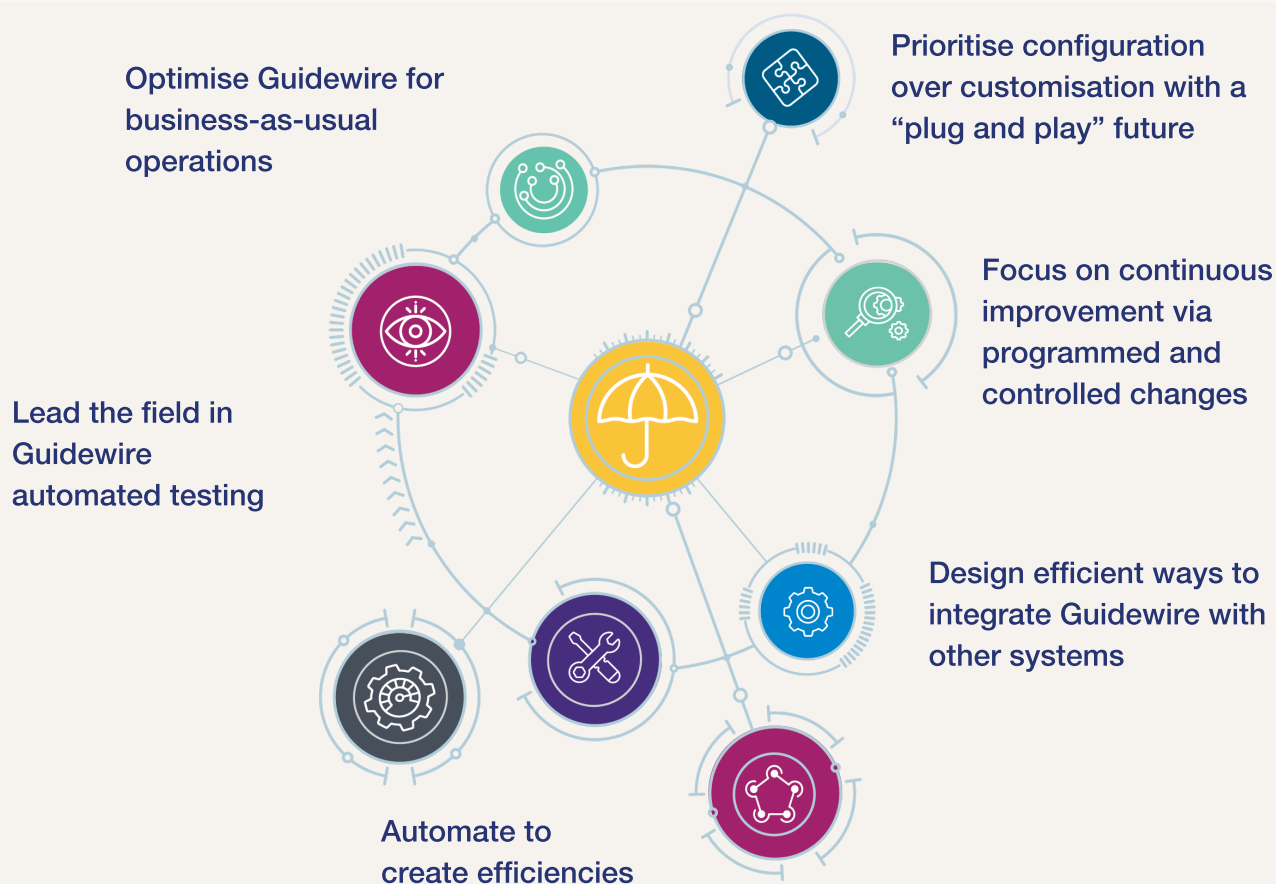 Optimise Guidewire for
business-as-usual
operations
Prioritise configuration
over customisation with a
“plug and play” future
Focus on continuous
improvement via
programmed and
controlled changes
Lead the field in
Guidewire
automated testing
Design efficient ways to
integrate Guidewire with
other systems
Automate to
create efficiencies